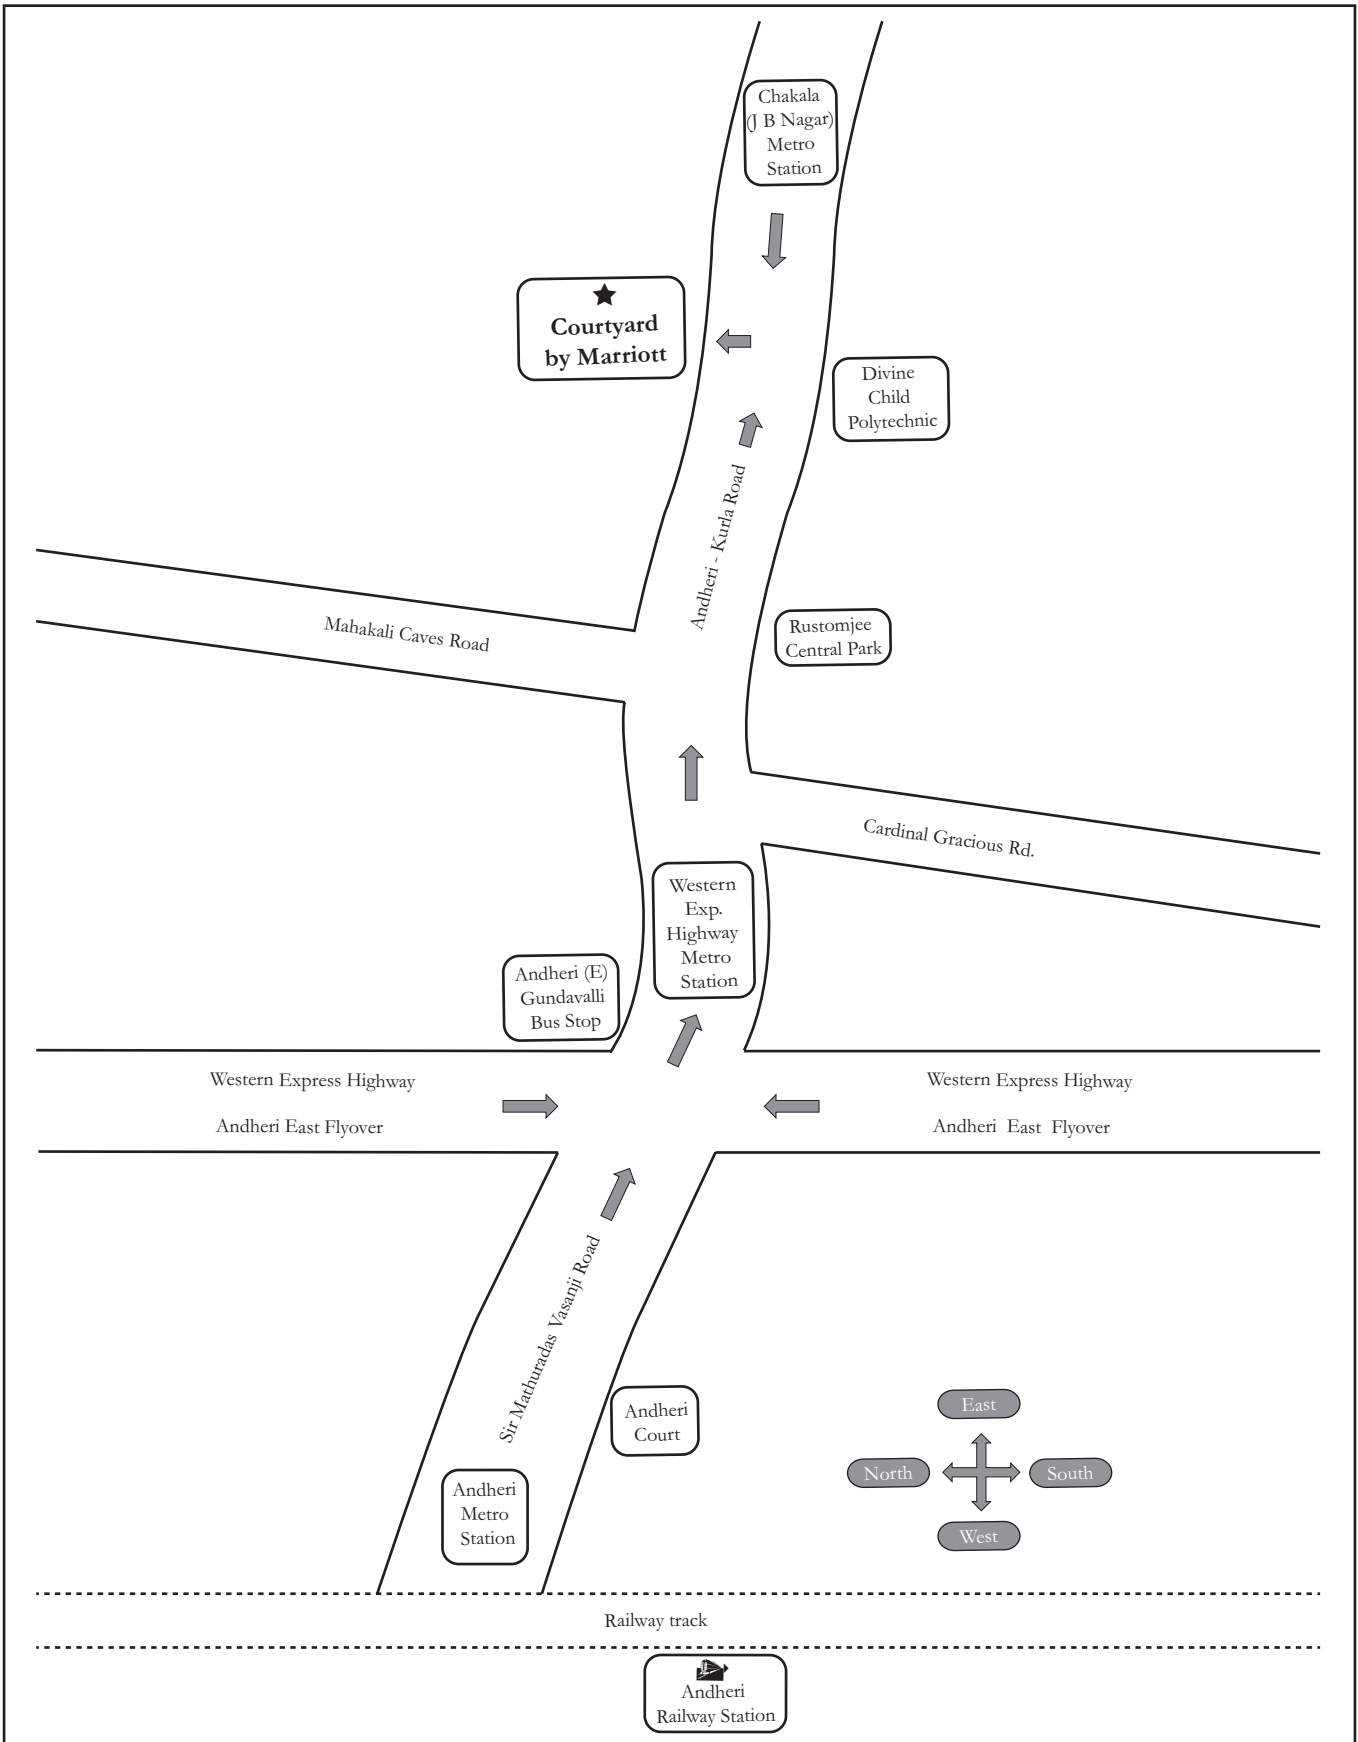 Chakala
(J B Nagar)
Metro
Station
Courtyard
by Marriott
Divine
Child
Polytechnic
Andheri - Kurla Road
Mahakali Caves Road
Rustomjee
Central Park
Cardinal Gracious Rd.
Western
Exp.
Highway
Metro
Station
Andheri (E)
Gundavalli
Bus Stop
Western Express Highway
Andheri East Flyover
Western Express Highway
Andheri East Flyover
Sir Mathuradas Vasanji Road
Andheri
Court
East
North
South
West
Andheri
Metro
Station
Railway track
Andheri
Railway Station